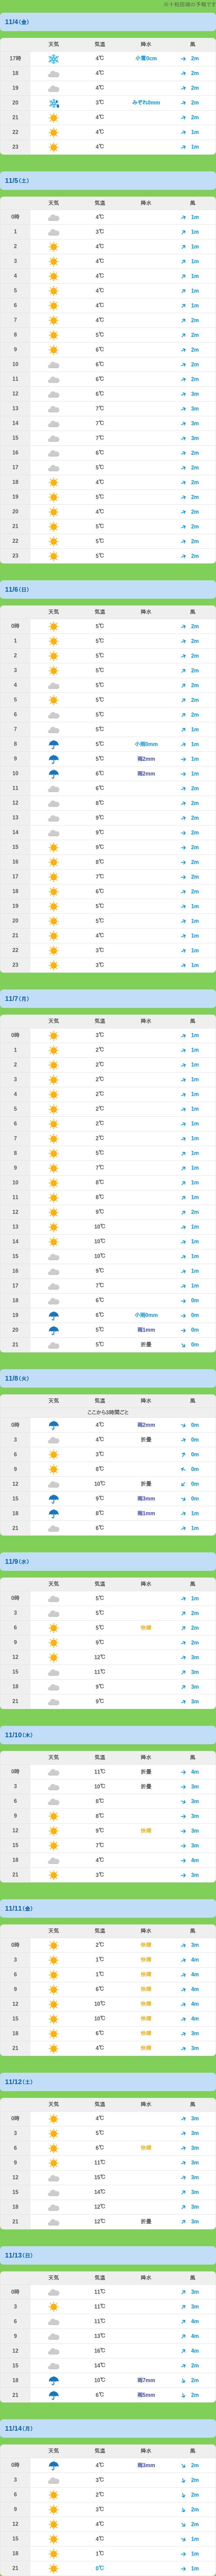 ※十和田湖の予報です
11/4(金)
天気 気温 降水 風
17時 4℃ 小雪0cm 2m
18 4℃ 2m
19 4℃ 2m
20 3℃ みぞれ0mm 2m
21 4℃ 2m
22 4℃ 2m
23 4℃ 2m
11/5(土)
天気 気温 降水 風
0時 4℃ 1m
1 3℃ 1m
2 4℃ 2m
3 4℃ 1m
4 4℃ 1m
5 4℃ 1m
6 4℃ 1m
7 4℃ 2m
8 5℃ 2m
9 6℃ 2m
10 6℃ 2m
11 6℃ 2m
12 6℃ 3m
13 7℃ 3m
14 7℃ 3m
15 7℃ 3m
16 6℃ 2m
17 5℃ 2m
18 4℃ 2m
19 5℃ 2m
20 4℃ 2m
21 5℃ 2m
22 5℃ 2m
23 5℃ 2m
11/6(日)
天気 気温 降水 風
0時 5℃ 2m
1 5℃ 2m
2 5℃ 2m
3 5℃ 2m
4 5℃ 2m
5 5℃ 2m
6 5℃ 2m
7 5℃ 1m
8 5℃ 小雨0mm 1m
9 5℃ 雨2mm 1m
10 6℃ 雨2mm 1m
11 6℃ 2m
12 8℃ 2m
13 9℃ 2m
14 9℃ 2m
15 9℃ 2m
16 8℃ 2m
17 7℃ 2m
18 6℃ 2m
19 5℃ 1m
20 5℃ 1m
21 4℃ 1m
22 3℃ 1m
23 3℃ 1m
11/7(月)
天気 気温 降水 風
0時 3℃ 1m
1 2℃ 1m
2 2℃ 1m
3 2℃ 1m
4 2℃ 1m
5 2℃ 1m
6 2℃ 1m
7 2℃ 1m
8 5℃ 1m
9 7℃ 1m
10 8℃ 1m
11 8℃ 1m
12 9℃ 2m
13 10℃ 1m
14 10℃ 1m
15 10℃ 1m
16 9℃ 1m
17 7℃ 1m
18 6℃ 0m
19 6℃ 小雨0mm 0m
20 5℃ 雨1mm 0m
21 5℃ 折畳 0m
11/8(火)
天気 気温 降水 風
ここから3時間ごと
0時 4℃ 雨2mm 0m
3 4℃ 折畳 0m
6 3℃ 0m
9 8℃ 0m
12 10℃ 折畳 0m
15 9℃ 雨3mm 0m
18 8℃ 雨1mm 1m
21 6℃ 1m
11/9(水)
天気 気温 降水 風
0時 5℃ 1m
3 5℃ 2m
6 5℃ 快晴 2m
9 9℃ 2m
12 12℃ 3m
15 11℃ 3m
18 9℃ 3m
21 9℃ 3m
11/10(木)
天気 気温 降水 風
0時 11℃ 折畳 4m
3 10℃ 折畳 3m
6 8℃ 3m
9 8℃ 3m
12 9℃ 快晴 3m
15 7℃ 3m
18 4℃ 4m
21 3℃ 3m
11/11(金)
天気 気温 降水 風
0時 2℃ 快晴 3m
3 1℃ 快晴 4m
6 1℃ 快晴 4m
9 6℃ 快晴 4m
12 10℃ 快晴 4m
15 10℃ 快晴 4m
18 6℃ 快晴 3m
21 4℃ 快晴 3m
11/12(土)
天気 気温 降水 風
0時 4℃ 3m
3 5℃ 3m
6 6℃ 快晴 3m
9 11℃ 3m
12 15℃ 3m
15 14℃ 3m
18 12℃ 3m
21 12℃ 折畳 3m
11/13(日)
天気 気温 降水 風
0時 11℃ 3m
3 11℃ 3m
6 11℃ 4m
9 13℃ 4m
12 16℃ 4m
15 14℃ 2m
18 10℃ 雨7mm 2m
21 6℃ 雨5mm 2m
11/14(月)
天気 気温 降水 風
0時 4℃ 雨3mm 2m
3 3℃ 2m
6 2℃ 2m
9 3℃ 2m
12 4℃ 2m
15 4℃ 1m
18 1℃ 1m
21 0℃ 1m